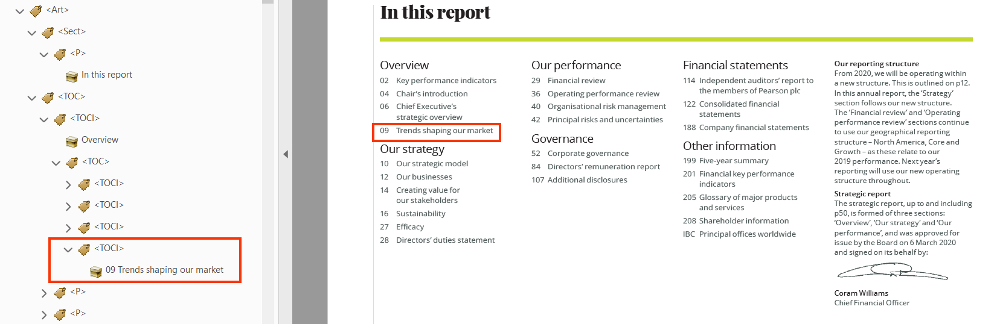 <Art>
<Sect>
<P>
In this report
<TOC>
<TOCI>
Overview
<TOC>
<TOCI>
<TOCI>
<TOCI>
<TOCI>
09 Trends shaping our market
<P>
<P>
In this report
Overview
02 Key performance indicators
04 Chair’s introduction
06 Chief Executive’s
strategic overview
09 Trends shaping our market
Our strategy
10 Our strategic model
12 Our businesses
14 Creating value for
our stakeholders
16 Sustainability
27 Efficacy
28 Directors’ duties statement
Our performance
29 Financial review
36 Operating performance review
40 Organisational risk management
42 Principal risks and uncertainties
Governance
52 Corporate governance
84 Directors’ remuneration report
107 Additional disclosures
Financial statements
114 Independent auditors’ report to
the members of Pearson plc
122 Consolidated financial
statements
188 Company financial statements
Other information
199 Five-year summary
201 Financial key performance
indicators
205 Glossary of major products
and services
208 Shareholder information
IBC Principal offices worldwide
Our reporting structure
From 2020, we will be operating within
a new structure. This is outlined on p12.
In this annual report, the ‘Strategy’
section follows our new structure.
The ‘Financial review’ and ‘Operating
performance review’ sections continue
to use our geographical reporting
structure – North America, Core and
Growth – as these relate to our
2019 performance. Next year’s
reporting will use our new operating
structure throughout.
Strategic report
The strategic report, up to and including
p50, is formed of three sections:
‘Overview’, ‘Our strategy’ and ‘Our
performance’, and was approved for
issue by the Board on 6 March 2020
and signed on its behalf by:
Coram Williams
Chief Financial Officer